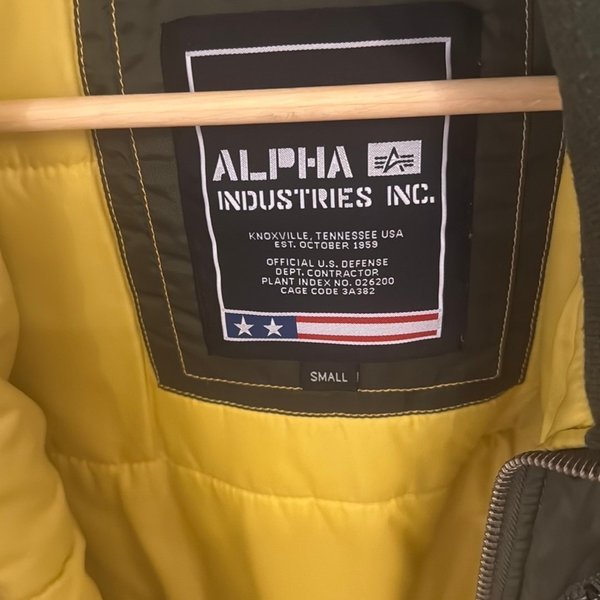 ALPHA
INDUSTRIES INC.
KNOXVILLE, TENNESSEE USA
EST. OCTOBER 1959
OFFICIAL U.S. DEFENSE
DEPT. CONTRACTOR
PLANT INDEX NO. 026200
CAGE CODE 3A382
SMALL